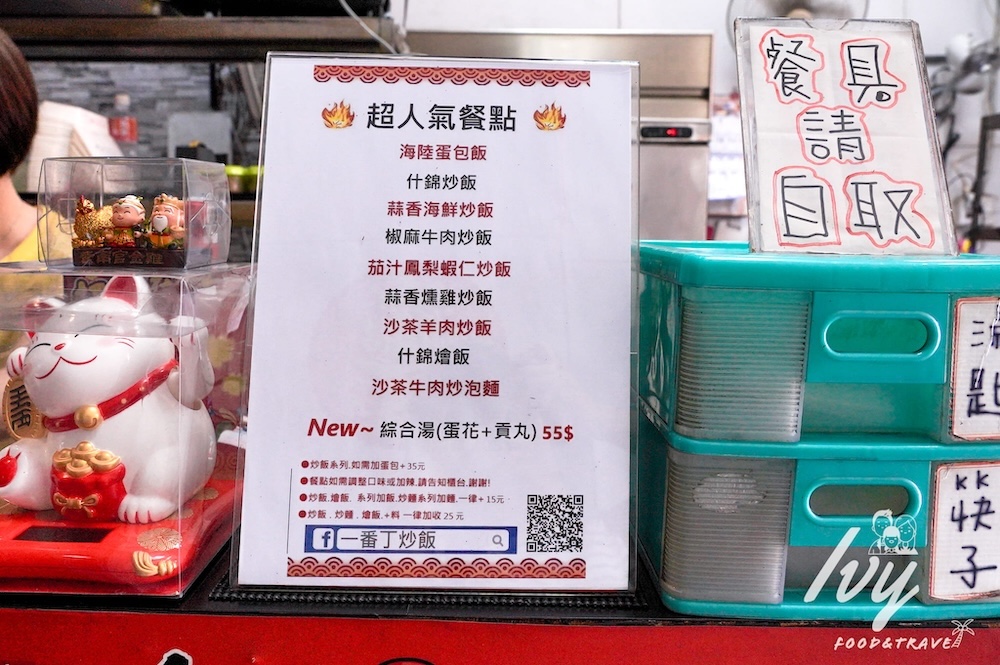 超人氣餐點
海陸蛋包飯
什錦炒飯
蒜香海鮮炒飯
椒麻牛肉炒飯
茄汁鳳梨蝦仁炒飯
蒜香燻雞炒飯
沙茶羊肉炒飯
什錦燴飯
沙茶牛肉炒泡麵
New~ 綜合湯(蛋花+貢丸) 55$
●炒飯系列.如需加蛋包+35元
●餐點如需調整口味或加辣.請告知櫃台.謝謝!
●炒飯.燴飯. 系列加飯.炒麵系列加麵.一律+15元.
●炒飯.炒麵.燴飯.+料 一律加收25元
f 一番丁炒飯
餐具
請
自取
湯匙
筷子
Ivy
FOOD&TRAVEL